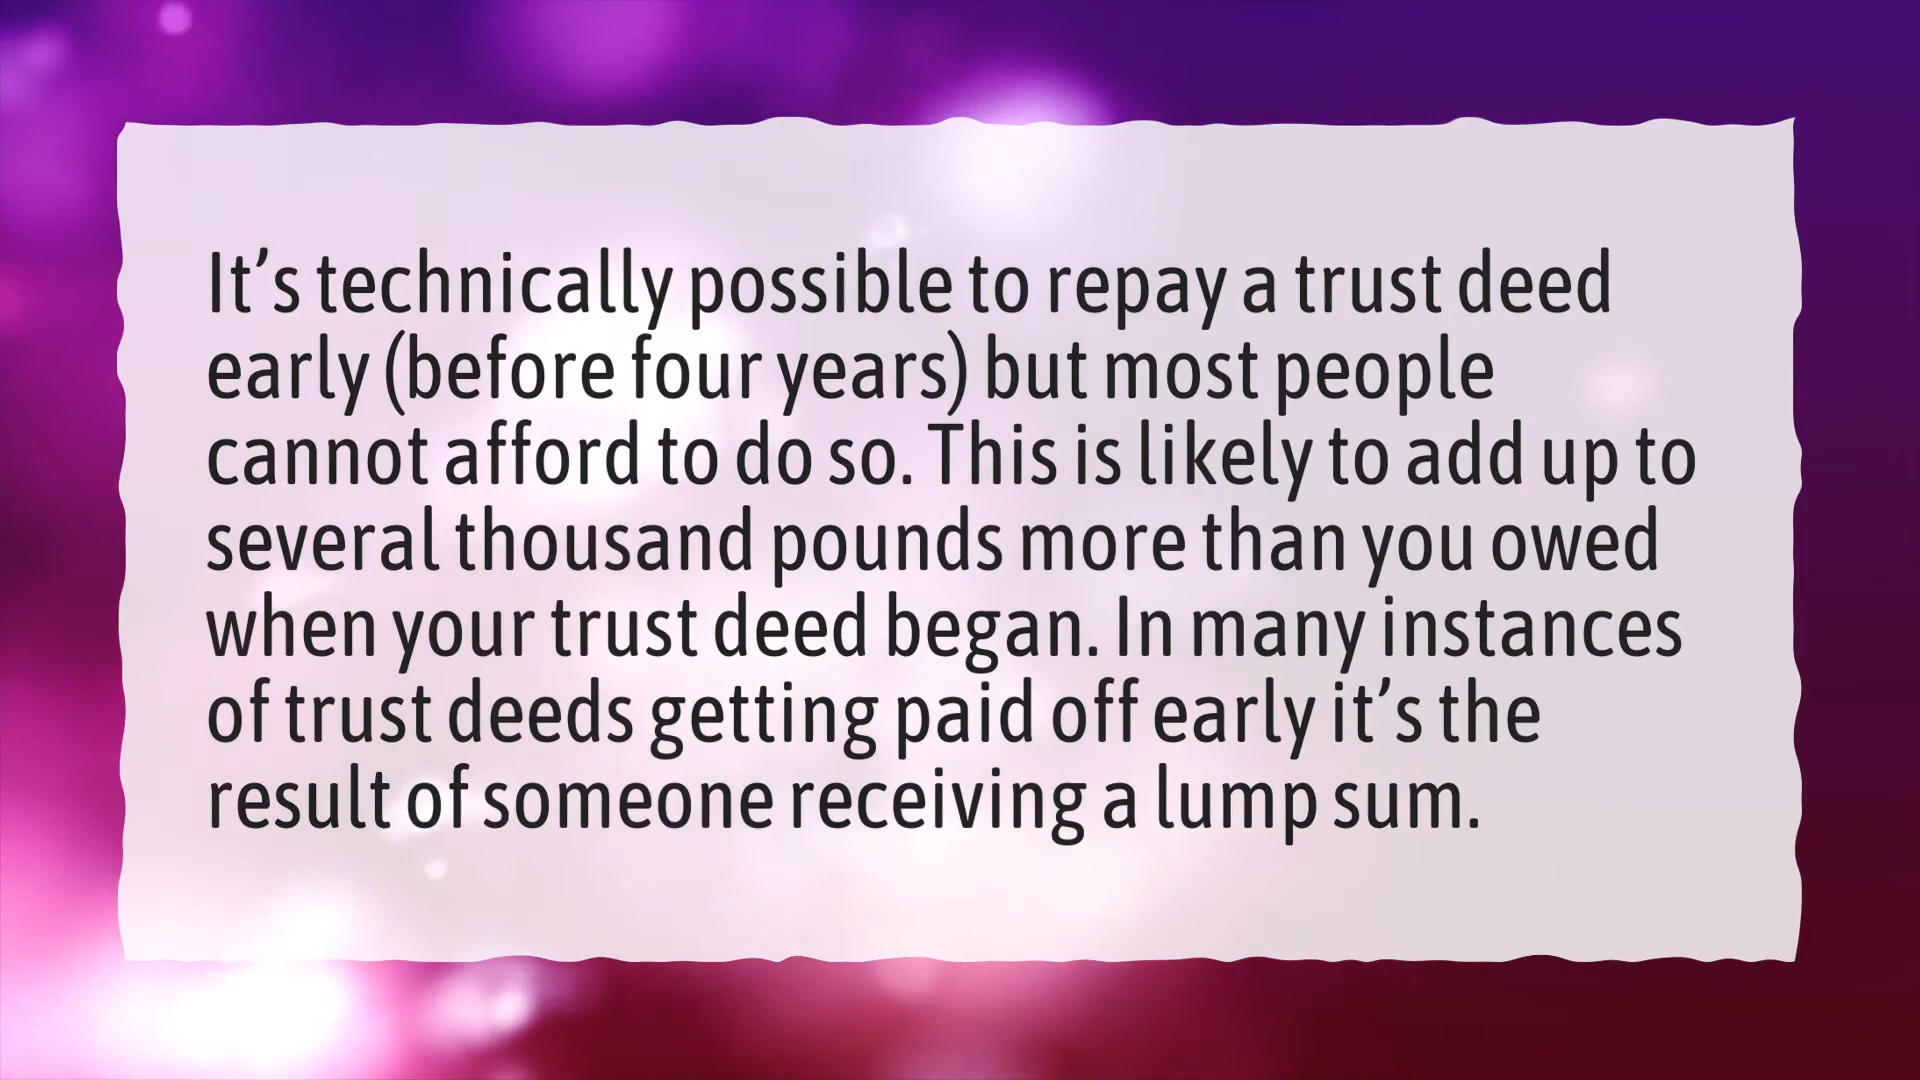 It’s technically possible to repay a trust deed
early (before four years) but most people
cannot afford to do so. This is likely to add up to
several thousand pounds more than you owed
when your trust deed began. In many instances
of trust deeds getting paid off early it’s the
result of someone receiving a lump sum.